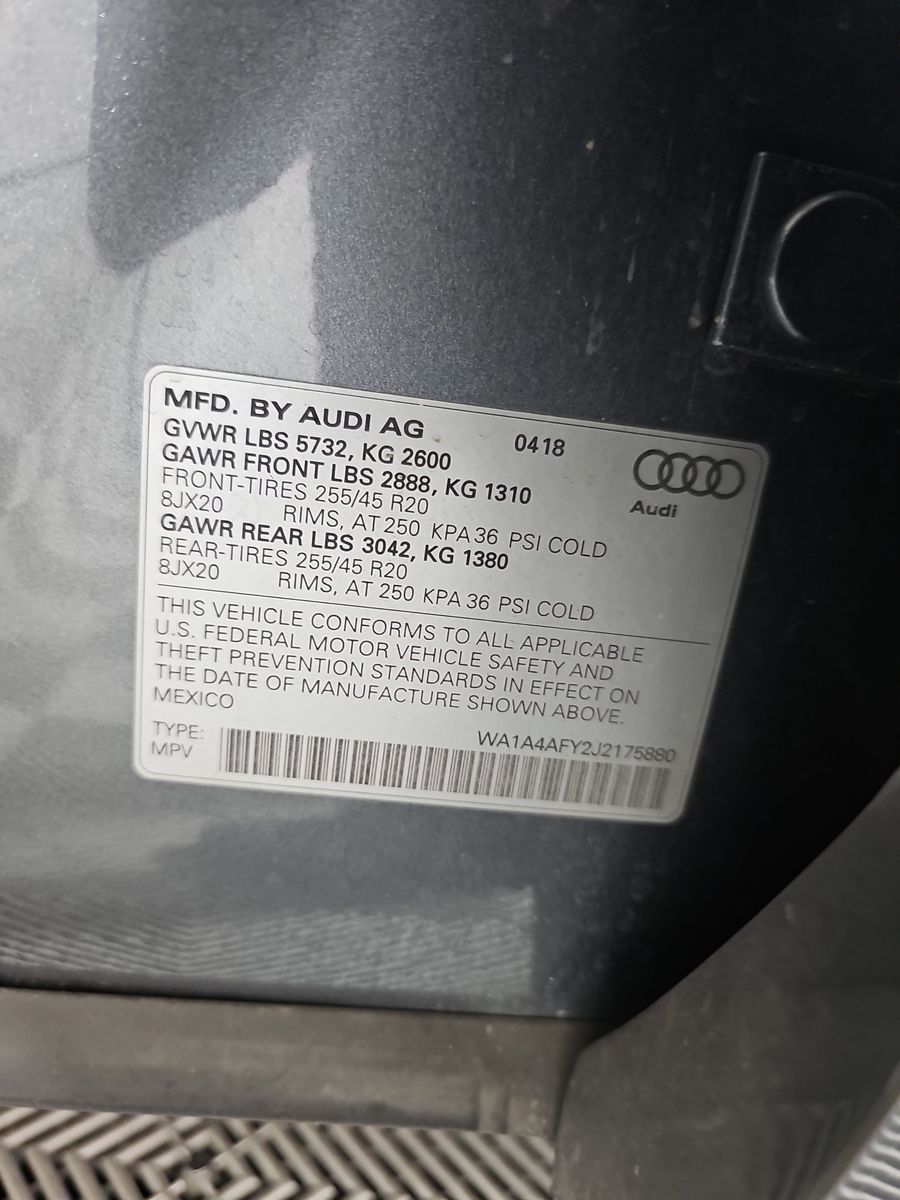 MFD. BY AUDI AG 0418
GVWR LBS 5732, KG 2600
GAWR FRONT LBS 2888, KG 1310
FRONT-TIRES 255/45 R20
8JX20 RIMS, AT 250 KPA 36 PSI COLD
GAWR REAR LBS 3042, KG 1380
REAR-TIRES 255/45 R20
8JX20 RIMS, AT 250 KPA 36 PSI COLD
Audi
THIS VEHICLE CONFORMS TO ALL APPLICABLE
U.S. FEDERAL MOTOR VEHICLE SAFETY AND
THEFT PREVENTION STANDARDS IN EFFECT ON
THE DATE OF MANUFACTURE SHOWN ABOVE.
MEXICO
TYPE: WA1A4AFY2J2175880
MPV